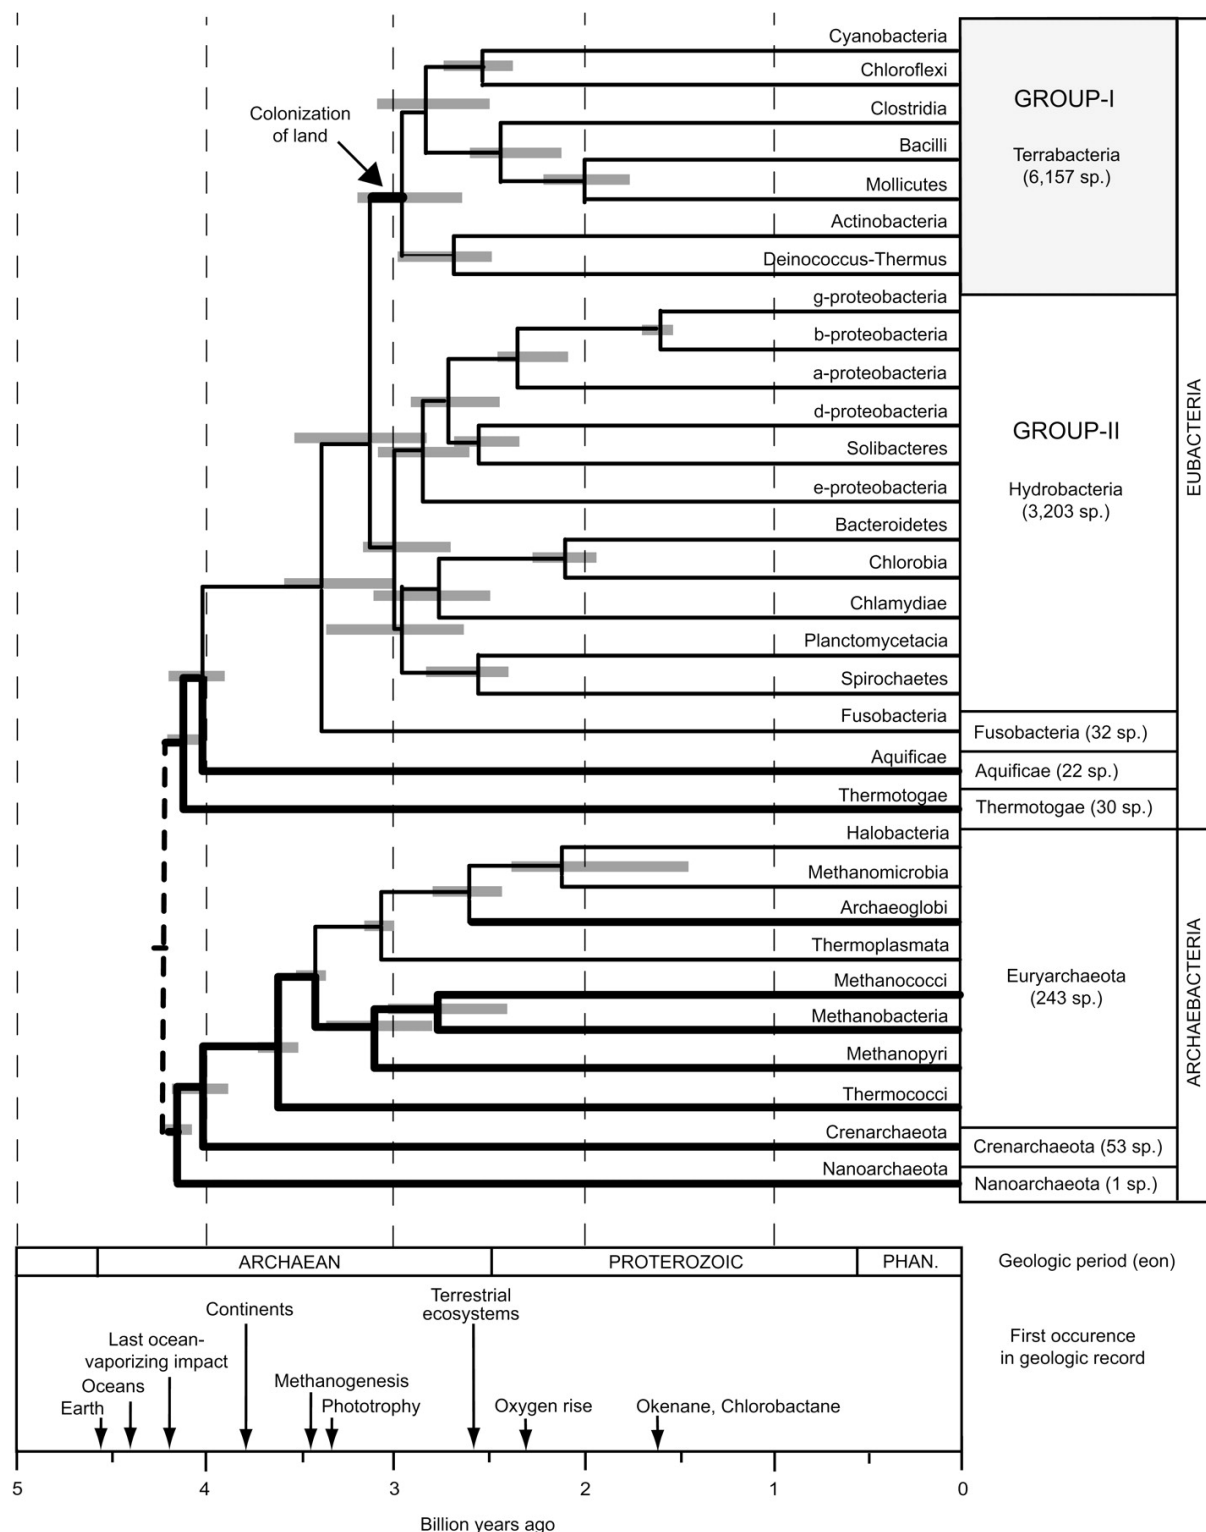 Cyanobacteria
Chloroflexi
Colonization
of land
Clostridia
Bacilli
Mollicutes
Actinobacteria
Deinococcus-Thermus
g-proteobacteria
b-proteobacteria
a-proteobacteria
d-proteobacteria
Solibacteres
e-proteobacteria
Bacteroidetes
Chlorobia
Chlamydiae
Planctomycetacia
Spirochaetes
Fusobacteria
Aquificae
Thermotogae
Halobacteria
Methanomicrobia
Archaeoglobi
Thermoplasmata
Methanococci
Methanobacteria
Methanopyri
Thermococci
Crenarchaeota
Nanoarchaeota
GROUP-I
Terrabacteria
(6,157 sp.)
GROUP-II
Hydrobacteria
(3,203 sp.)
Fusobacteria (32 sp.)
Aquificae (22 sp.)
Thermotogae (30 sp.)
Euryarchaeota
(243 sp.)
Crenarchaeota (53 sp.)
Nanoarchaeota (1 sp.)
EUBACTERIA
ARCHAEBACTERIA
ARCHAEAN PROTEROZOIC PHAN.
Geologic period (eon)
Terrestrial
ecosystems
Continents
Last ocean-
vaporizing impact
Oceans
Earth
Methanogenesis
Phototrophy
Oxygen rise
Okenane, Chlorobactane
First occurence
in geologic record
5 4 3 2 1 0
Billion years ago